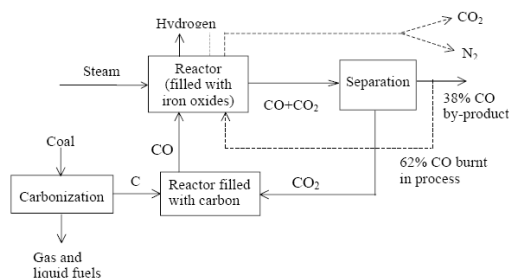 Hydrogen
CO2
N2
Steam
Reactor
(filled with
iron oxides)
Separation
CO+CO2
38% CO
by-product
Coal
CO
62% CO burnt
in process
Carbonization
C
Reactor filled
with carbon
CO2
Gas and
liquid fuels